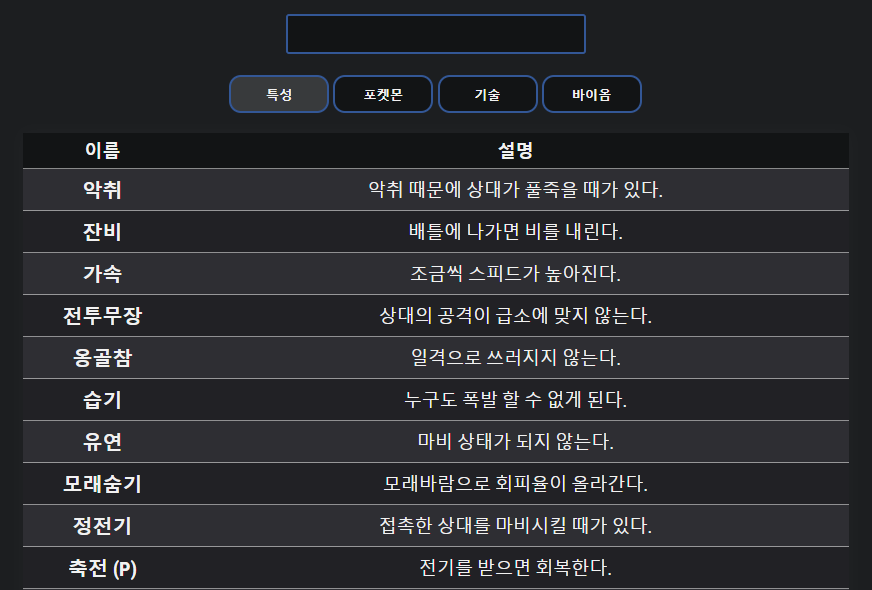 특성 포켓몬 기술 바이옴
이름 설명
악취 악취 때문에 상대가 풀죽을 때가 있다.
잔비 배틀에 나가면 비를 내린다.
가속 조금씩 스피드가 높아진다.
전투무장 상대의 공격이 급소에 맞지 않는다.
옹골참 일격으로 쓰러지지 않는다.
습기 누구도 폭발 할 수 없게 된다.
유연 마비 상태가 되지 않는다.
모래숨기 모래바람으로 회피율이 올라간다.
정전기 접촉한 상대를 마비시킬 때가 있다.
축전 (P) 전기를 받으면 회복한다.